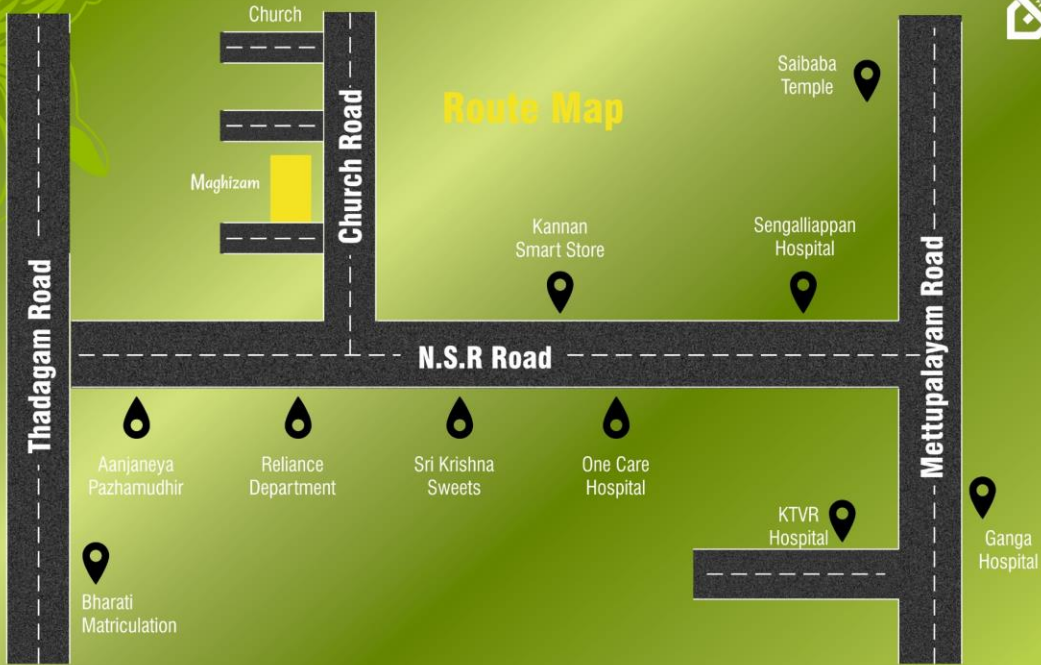 Church
Route Map
Saibaba
Temple
Church Road
Maghizam
Kannan
Smart Store
Sengalliappan
Hospital
Thadagam Road
N.S.R Road
Mettupalayam Road
Aanjaneya
Pazhamudhir
Reliance
Department
Sri Krishna
Sweets
One Care
Hospital
KTVR
Hospital
Ganga
Hospital
Bharati
Matriculation